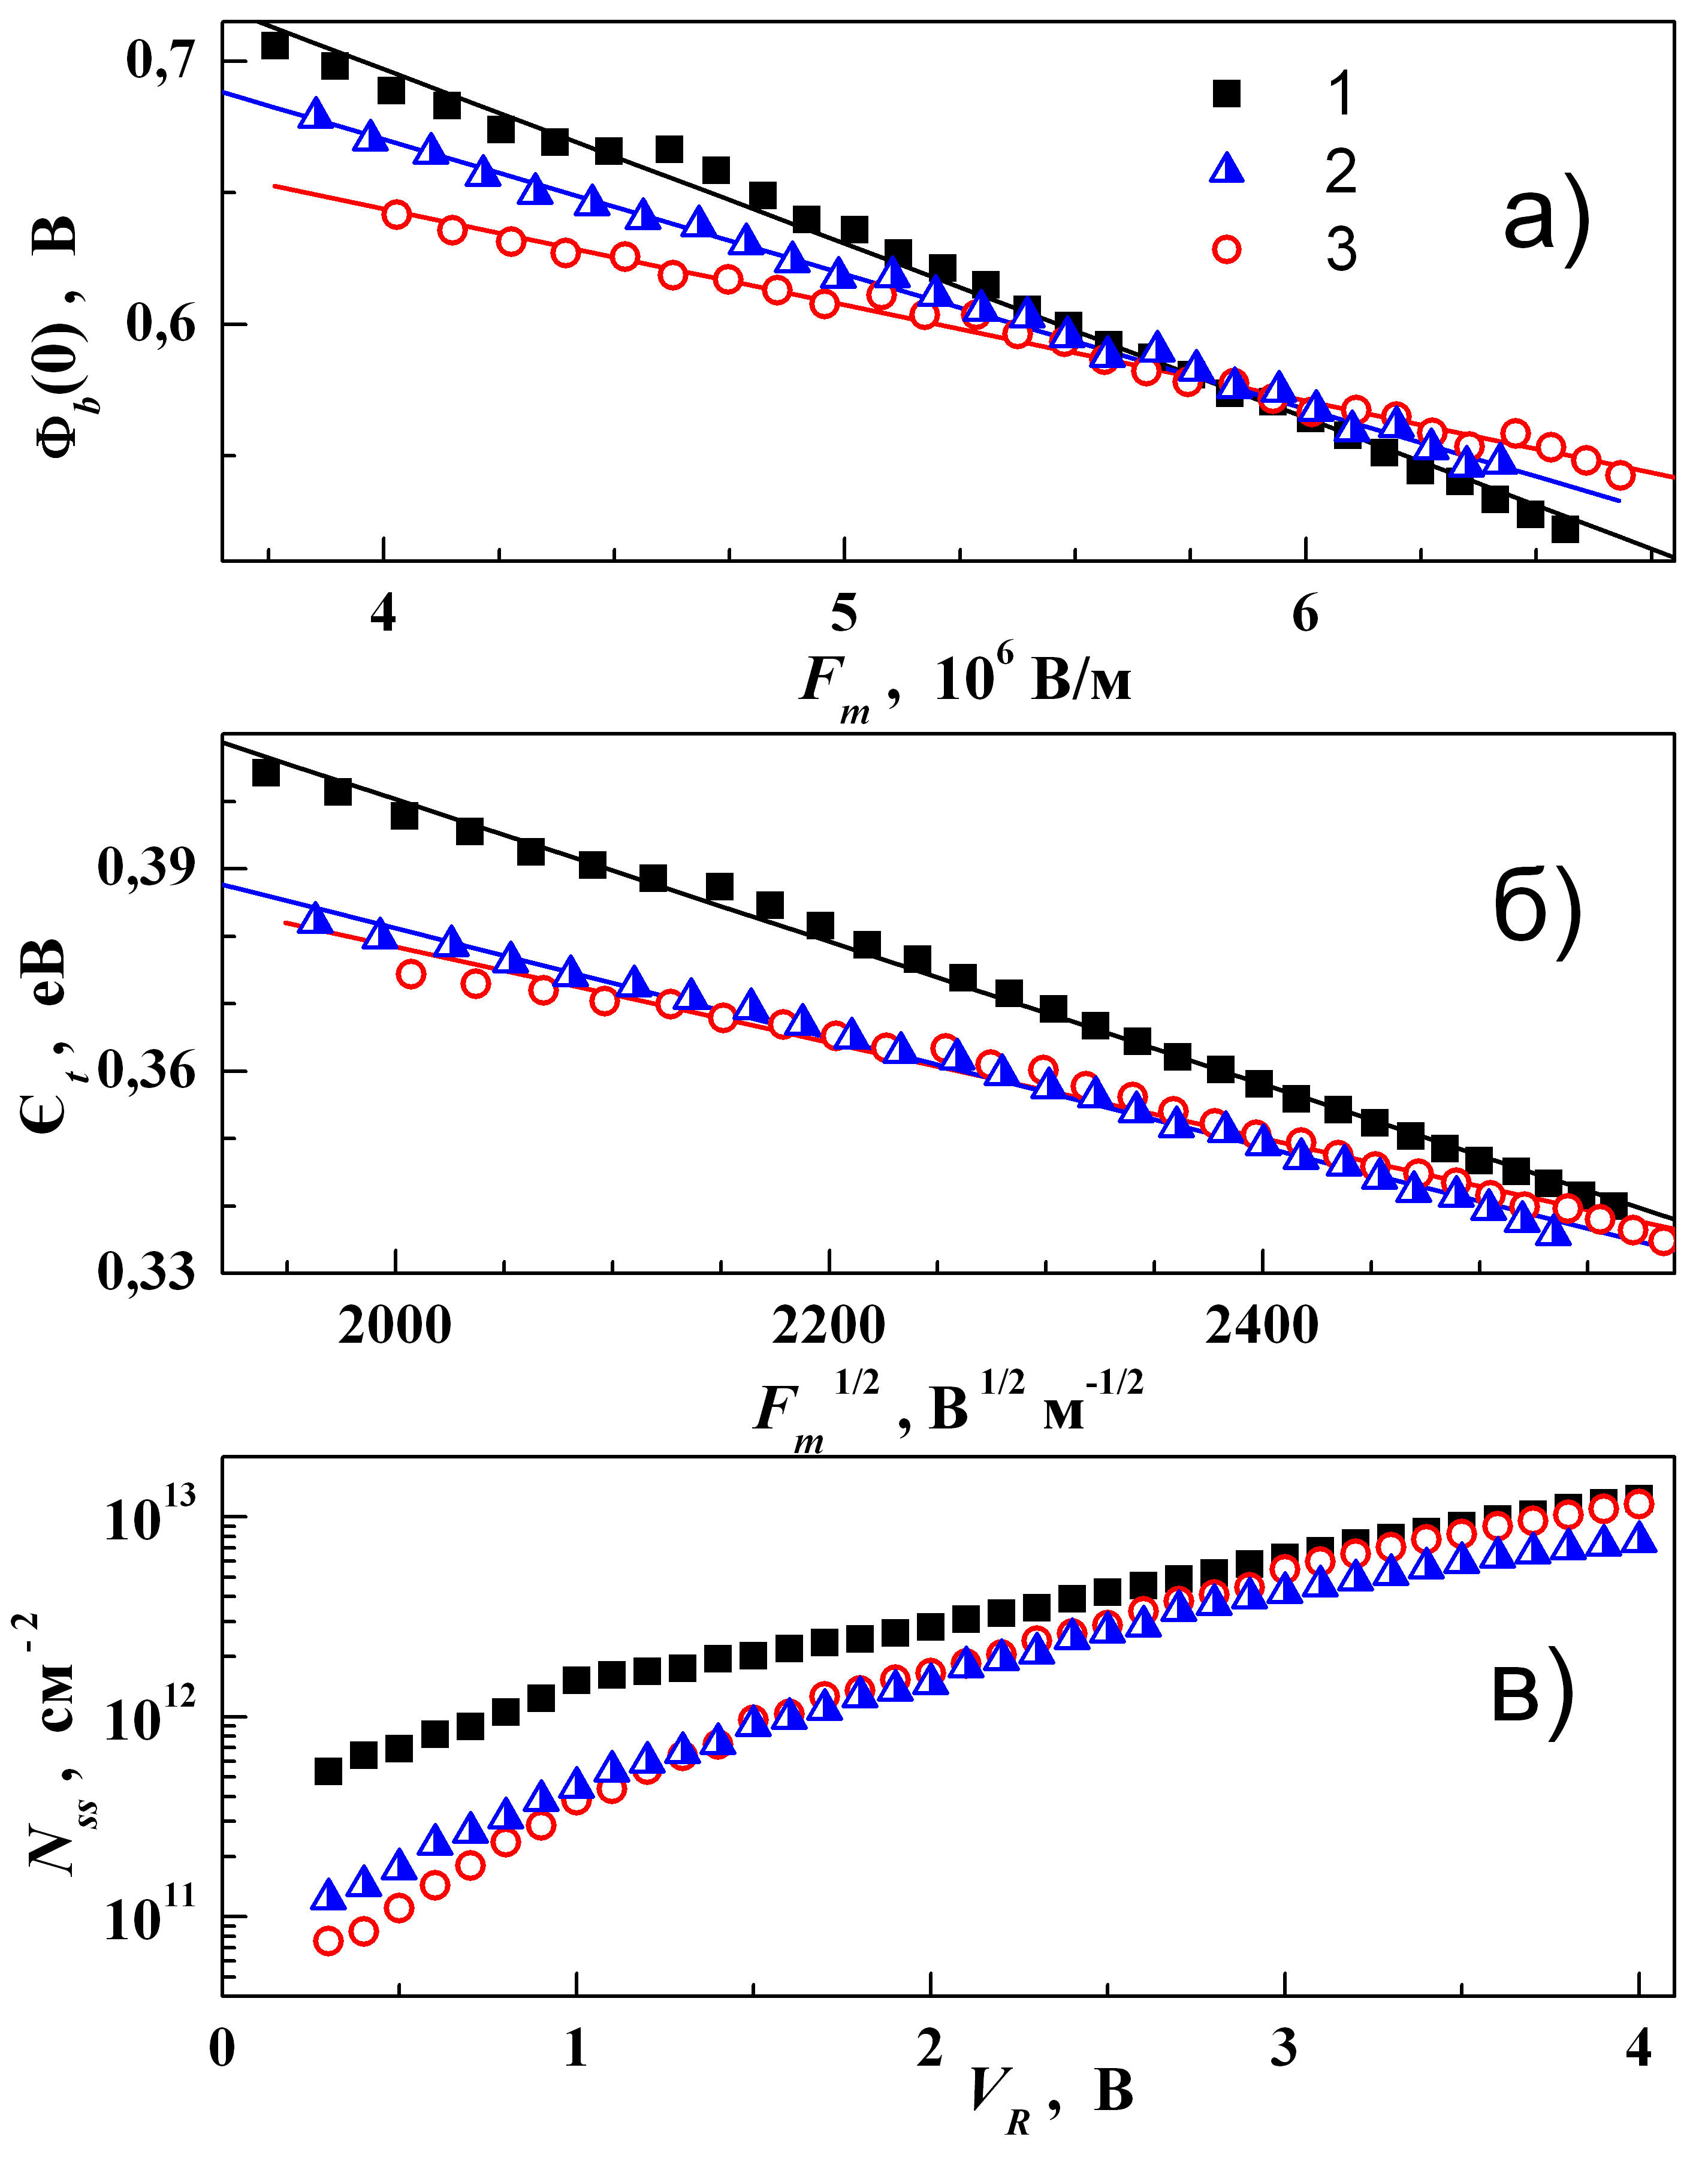 0,7
0,6
Φb(0) , В
1
2
3
а)
4 5 6
Fm , 10^6 В/м
0,39
0,36
0,33
Єt , еВ
б)
2000 2200 2400
Fm^1/2 , В^1/2 м^-1/2
10^13
10^12
10^11
Nss , см^-2
в)
0 1 2 3 4
VR , В